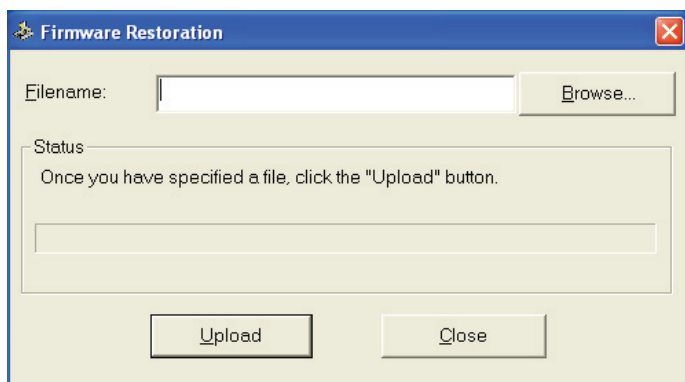 Firmware Restoration
Filename:
Browse...
Status
Once you have specified a file, click the "Upload" button.
Upload
Close